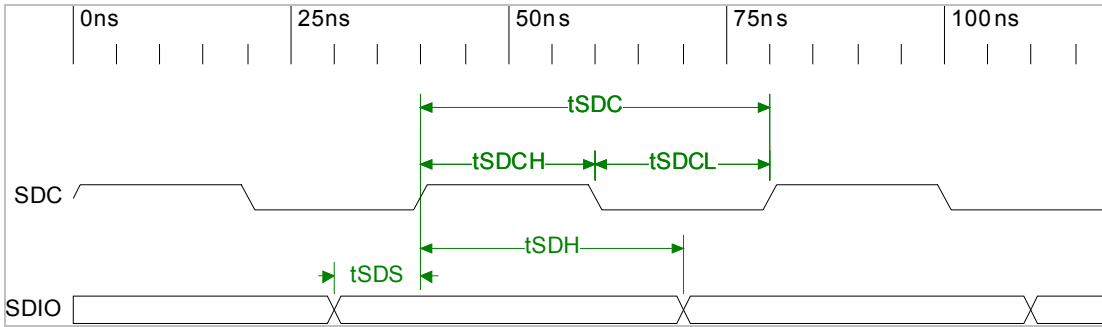 0ns 25ns 50ns 75ns 100ns
tSDC
tSDCH tSDCL
SDC
tSDH
tSDS
SDIO